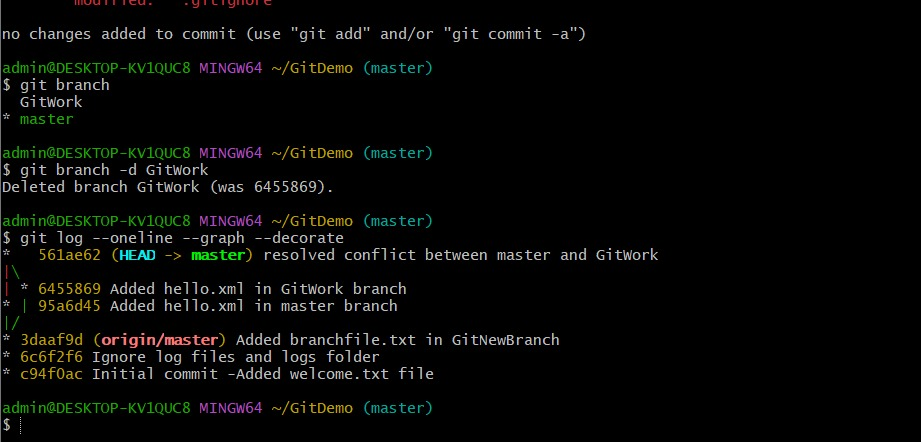 modified:   .gitignore
no changes added to commit (use "git add" and/or "git commit -a")
admin@DESKTOP-KV1QUC8 MINGW64 ~/GitDemo (master)
$ git branch
  GitWork
* master
admin@DESKTOP-KV1QUC8 MINGW64 ~/GitDemo (master)
$ git branch -d GitWork
Deleted branch GitWork (was 6455869).
admin@DESKTOP-KV1QUC8 MINGW64 ~/GitDemo (master)
$ git log --oneline --graph --decorate
*   561ae62 (HEAD -> master) resolved conflict between master and GitWork
|\
| * 6455869 Added hello.xml in GitWork branch
* | 95a6d45 Added hello.xml in master branch
|/
* 3daaf9d (origin/master) Added branchfile.txt in GitNewBranch
* 6c6f2f6 Ignore log files and logs folder
* c94f0ac Initial commit -Added welcome.txt file
admin@DESKTOP-KV1QUC8 MINGW64 ~/GitDemo (master)
$